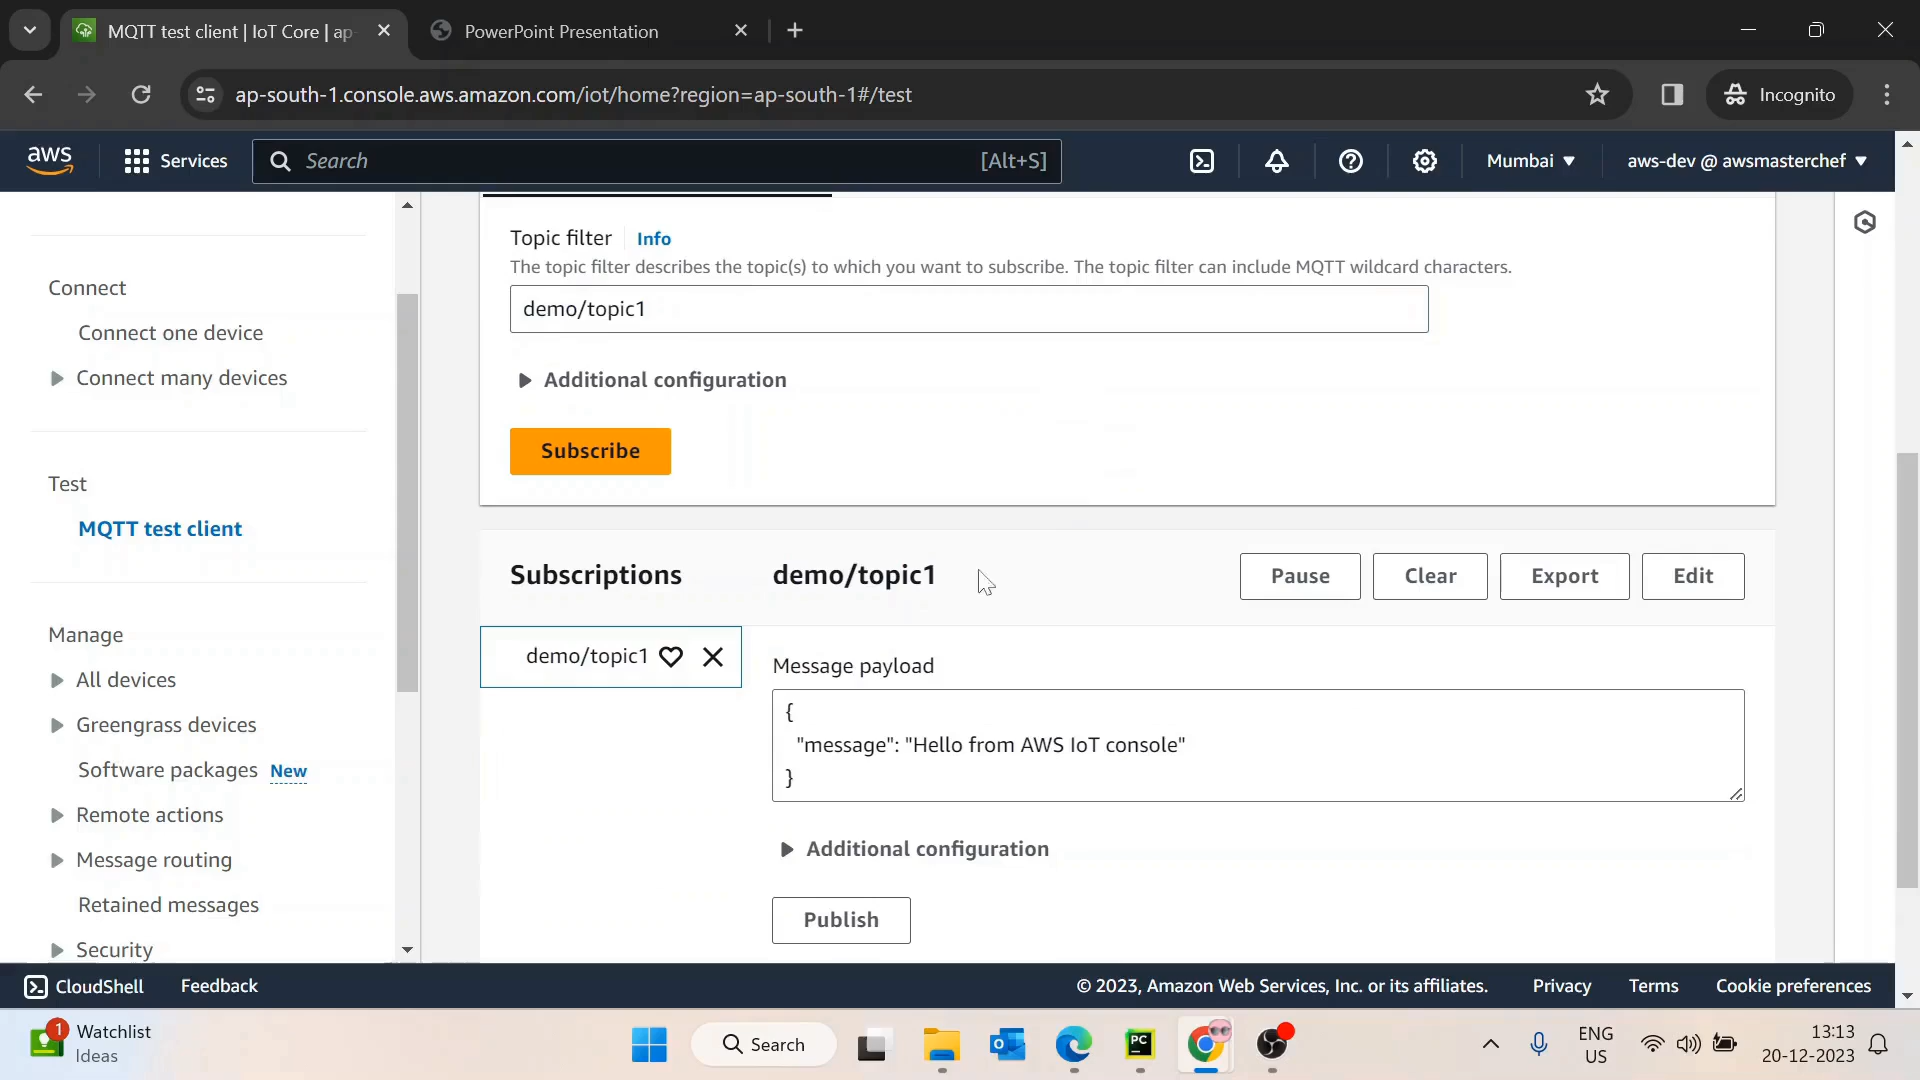 MQTT test client | IoT Core | ap-
PowerPoint Presentation
ap-south-1.console.aws.amazon.com/iot/home?region=ap-south-1#/test
Incognito
aws
Services
Search
[Alt+S]
Mumbai
aws-dev @ awsmasterchef
Connect
Connect one device
Connect many devices
Test
MQTT test client
Manage
All devices
Greengrass devices
Software packages New
Remote actions
Message routing
Retained messages
Security
Topic filter Info
The topic filter describes the topic(s) to which you want to subscribe. The topic filter can include MQTT wildcard characters.
demo/topic1
Additional configuration
Subscribe
Subscriptions
demo/topic1
Pause
Clear
Export
Edit
demo/topic1
Message payload
{
"message": "Hello from AWS IoT console"
}
Additional configuration
Publish
CloudShell
Feedback
© 2023, Amazon Web Services, Inc. or its affiliates.
Privacy
Terms
Cookie preferences
1
Watchlist
Ideas
Search
PC
ENG
US
13:13
20-12-2023